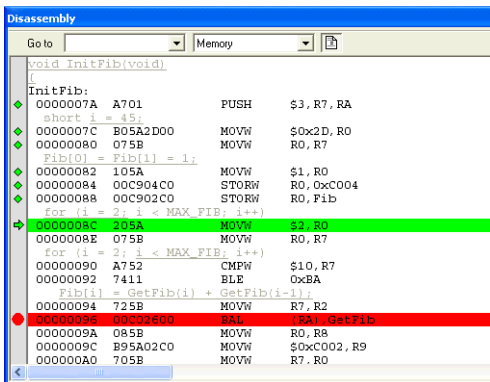 Disassembly
Go to Memory
void InitFib(void)
{
InitFib:
0000007A A701 PUSH $3, R7, RA
short i = 45;
0000007C B05A2D00 MOVW $0x2D, R0
00000080 075B MOVW R0, R7
Fib[0] = Fib[1] = 1;
00000082 105A MOVW $1, R0
00000084 00C904C0 STORW R0, 0xC004
00000088 00C902C0 STORW R0, Fib
for (i = 2; i < MAX_FIB; i++)
0000008C 205A MOVW $2, R0
0000008E 075B MOVW R0, R7
for (i = 2; i < MAX_FIB; i++)
00000090 A752 CMPW $10, R7
00000092 7411 BLE 0xBA
Fib[i] = GetFib(i) + GetFib(i-1);
00000094 725B MOVW R7, R2
00000096 00C02600 BAL (RA), GetFib
0000009A 085B MOVW R0, R8
0000009C B95A02C0 MOVW $0xC002, R9
000000A0 705B MOVW R7, R0